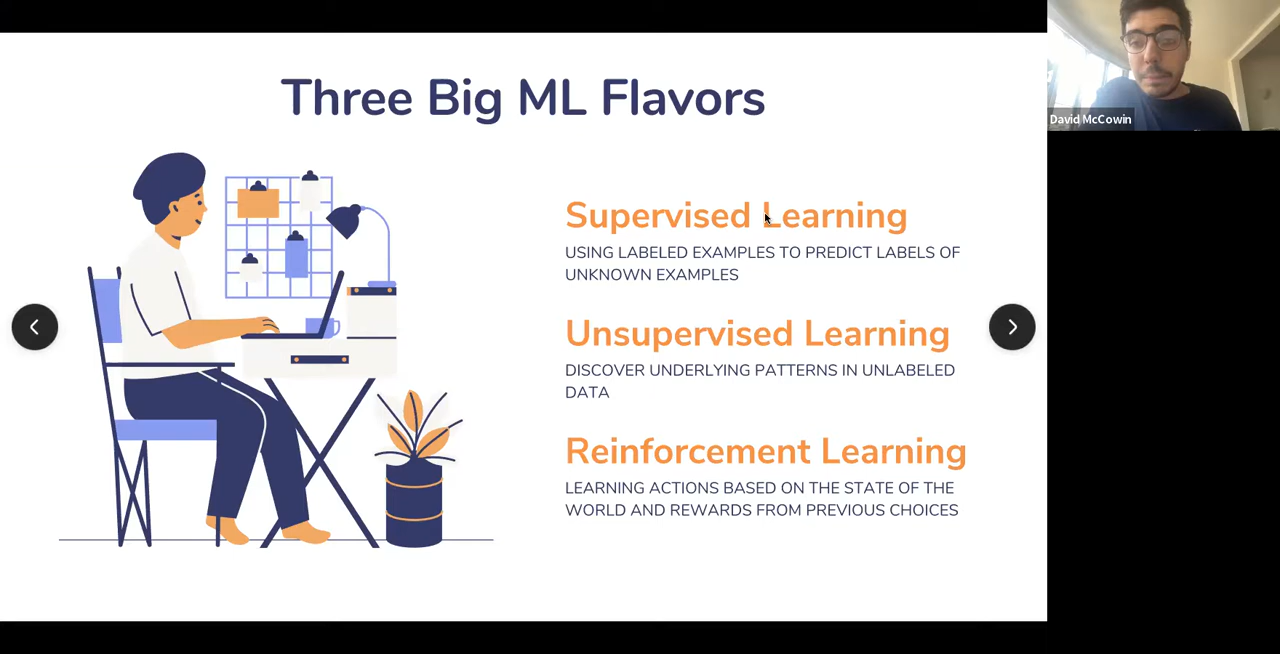 Three Big ML Flavors
David McCowin
Supervised Learning
USING LABELED EXAMPLES TO PREDICT LABELS OF
UNKNOWN EXAMPLES
Unsupervised Learning
DISCOVER UNDERLYING PATTERNS IN UNLABELED
DATA
Reinforcement Learning
LEARNING ACTIONS BASED ON THE STATE OF THE
WORLD AND REWARDS FROM PREVIOUS CHOICES